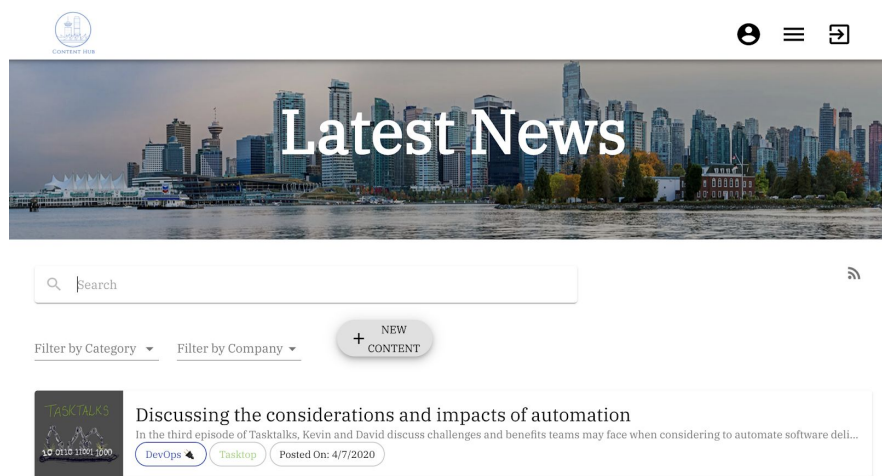 CONTENT HUB
Latest News
Search
Filter by Category
Filter by Company
NEW
CONTENT
TASKTALKS
10 0110 11001 1000
Discussing the considerations and impacts of automation
In the third episode of Tasktalks, Kevin and David discuss challenges and benefits teams may face when considering to automate software deli...
DevOps
Tasktop
Posted On: 4/7/2020